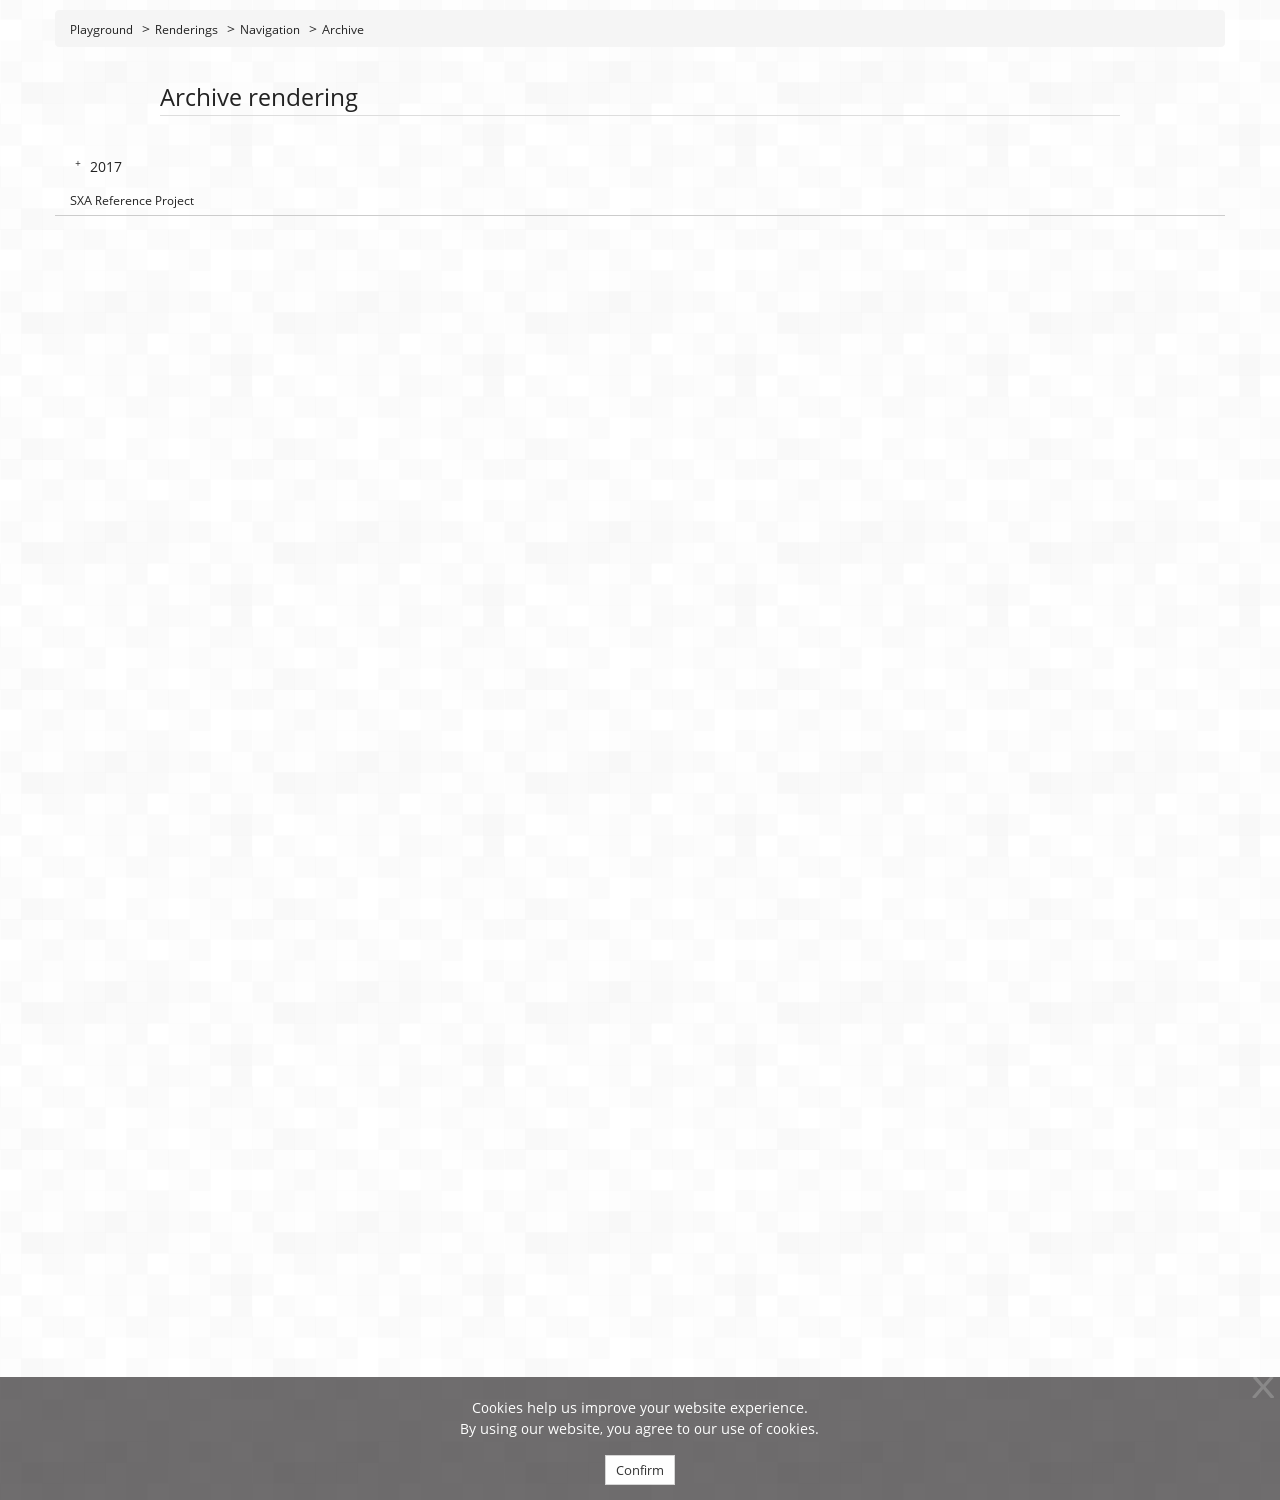 Playground > Renderings > Navigation > Archive
Archive rendering
+ 2017
SXA Reference Project
X
Cookies help us improve your website experience.
By using our website, you agree to our use of cookies.
Confirm